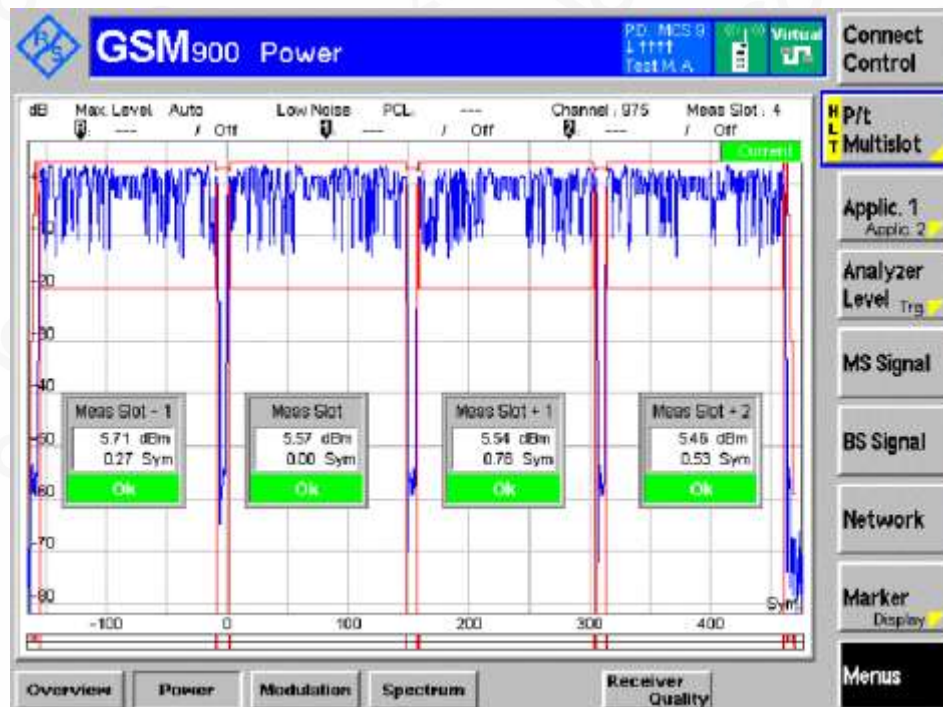 R S
GSM900 Power
P.D. MCS 9
↓ ↑↑↑↑
Test M. A.
Virtual
Connect Control
dB Max. Level Auto Low Noise PCL: --- Channel : 975 Meas Slot : 4
--- / Off 1 --- / Off 2 --- / Off
Current
HLT
P/t Multislot
Applic. 1
Applic. 2
Analyzer Level
Trg.
MS Signal
BS Signal
Network
Marker
Display
Menus
-10
-20
-30
-40
-50
-60
-70
-80
Meas Slot - 1
5.71 dBm
0.27 Sym
Ok
Meas Slot
5.57 dBm
0.00 Sym
Ok
Meas Slot + 1
5.54 dBm
0.76 Sym
Ok
Meas Slot + 2
5.46 dBm
0.53 Sym
Ok
Sym
-100 0 100 200 300 400
Overview Power Modulation Spectrum Receiver Quality